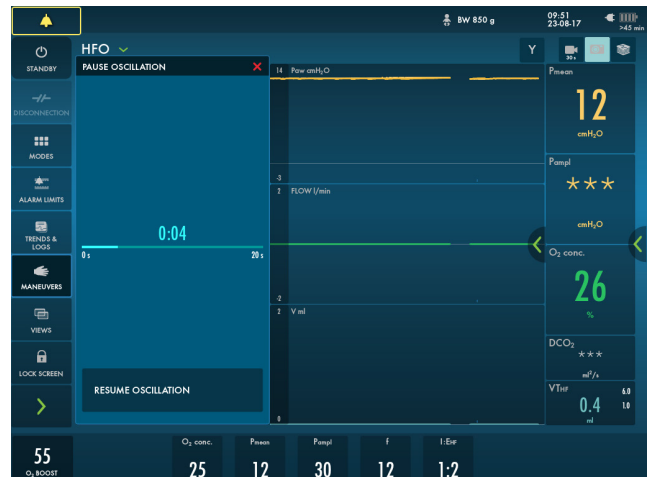 BW 850 g
09:51
23-08-17
>45 min
STANDBY
HFO
Y
30 s
DISCONNECTION
MODES
ALARM LIMITS
TRENDS &
LOGS
MANEUVERS
VIEWS
LOCK SCREEN
PAUSE OSCILLATION
0:04
0 s 20 s
RESUME OSCILLATION
14 Paw cmH₂O
-3
2 FLOW l/min
-2
2 V ml
0
Pmean
12
cmH₂O
Pampl
***
cmH₂O
O₂ conc.
26
%
DCO₂
***
ml²/s
VTHF
6.0
0.4 1.0
ml
55
O₂ BOOST
O₂ conc. Pmean Pampl f I:EHF
25 12 30 12 1:2